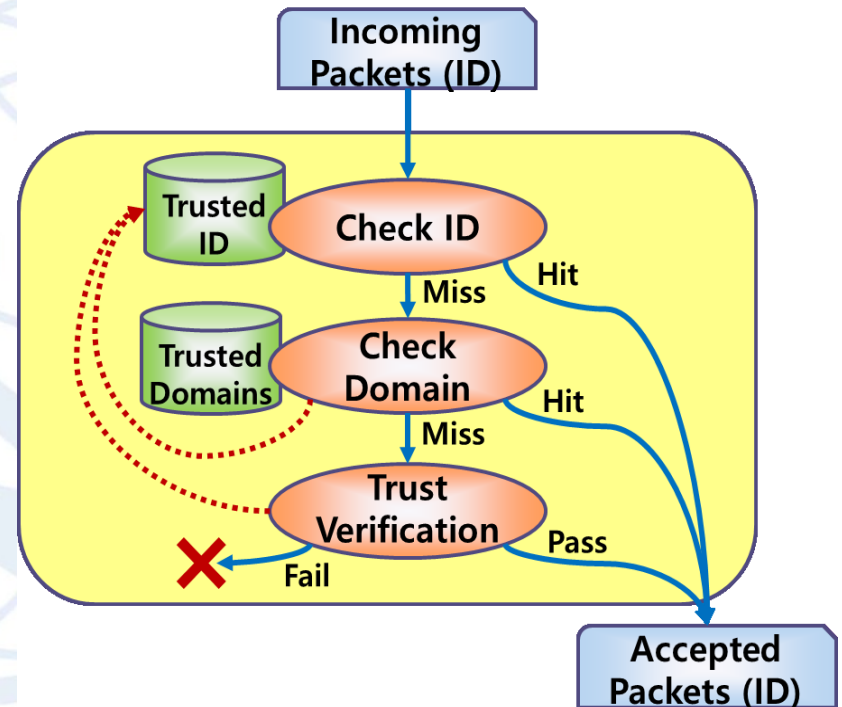 Incoming
Packets (ID)
Trusted
ID
Check ID
Hit
Miss
Trusted
Domains
Check
Domain
Hit
Miss
Trust
Verification
Pass
Fail
Accepted
Packets (ID)